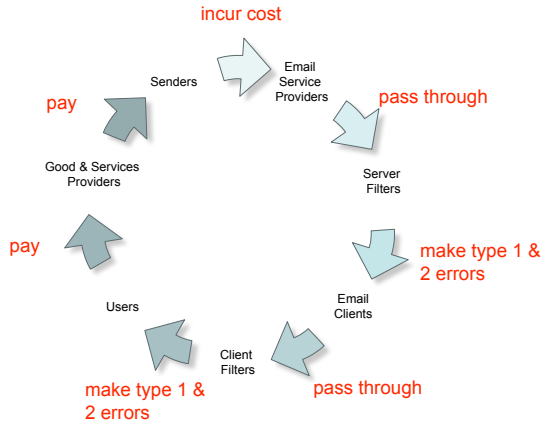 incur cost
Senders
Email
Service
Providers
pass through
Server
Filters
make type 1 &
2 errors
Email
Clients
pass through
Client
Filters
make type 1 &
2 errors
Users
pay
Good & Services
Providers
pay